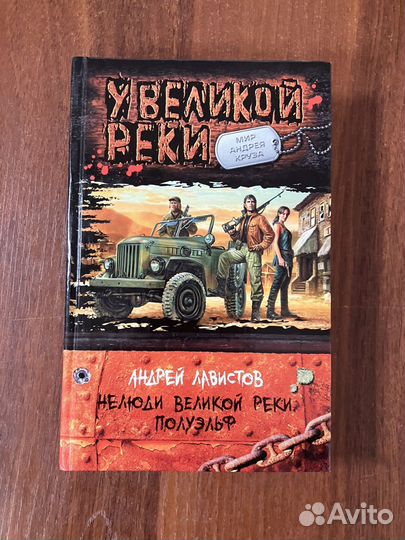 У ВЕЛИКОЙ
РЕКИ
МИР
АНДРЕЯ
КРУЗА
АНДРЕЙ ЛАВИСТОВ
НЕЛЮДИ ВЕЛИКОЙ РЕКИ.
ПОЛУЭЛЬФ
Avito